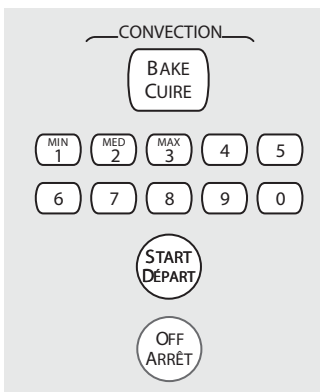 CONVECTION
BAKE
CUIRE
MIN MED MAX
1 2 3 4 5
6 7 8 9 0
START
DÉPART
OFF
ARRÊT